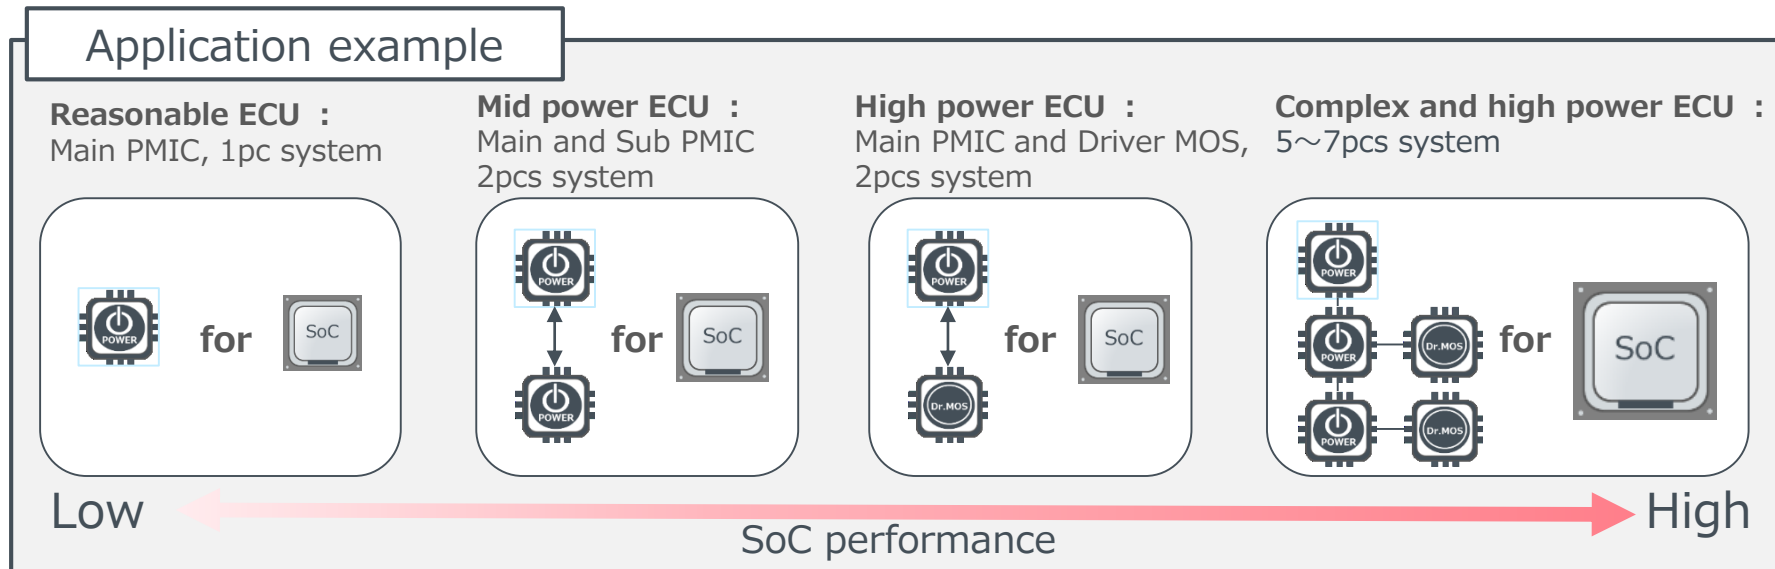 Application example
Reasonable ECU :
Main PMIC, 1pc system
Mid power ECU :
Main and Sub PMIC
2pcs system
High power ECU :
Main PMIC and Driver MOS,
2pcs system
Complex and high power ECU :
5～7pcs system
POWER
for
SoC
POWER
POWER
for
SoC
POWER
Dr.MOS
for
SoC
POWER
POWER
Dr.MOS
POWER
Dr.MOS
for
SoC
Low
SoC performance
High